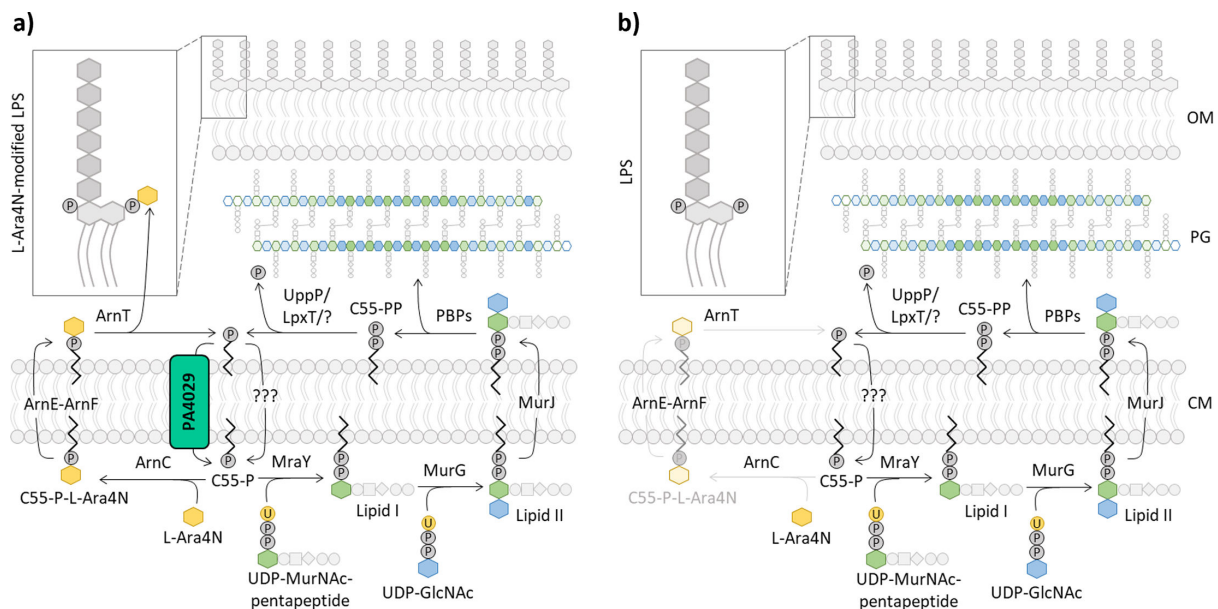 a)
L-Ara4N-modified LPS
P
P
ArnT
P
UppP/
LpxT/?
C55-PP
PBPs
P
P
P
P
P
P
PA4029
???
ArnE-ArnF
MurJ
P
P
P
P
P
P
ArnC
C55-P
MraY
MurG
C55-P-L-Ara4N
L-Ara4N
U
P
P
Lipid I
U
P
P
Lipid II
UDP-MurNAc-
pentapeptide
UDP-GlcNAc
b)
LPS
OM
P
P
PG
ArnT
P
UppP/
LpxT/?
C55-PP
PBPs
P
P
P
P
P
P
???
ArnE-ArnF
MurJ
CM
P
P
P
P
P
P
ArnC
C55-P
MraY
MurG
C55-P-L-Ara4N
L-Ara4N
U
P
P
Lipid I
U
P
P
Lipid II
UDP-MurNAc-
pentapeptide
UDP-GlcNAc